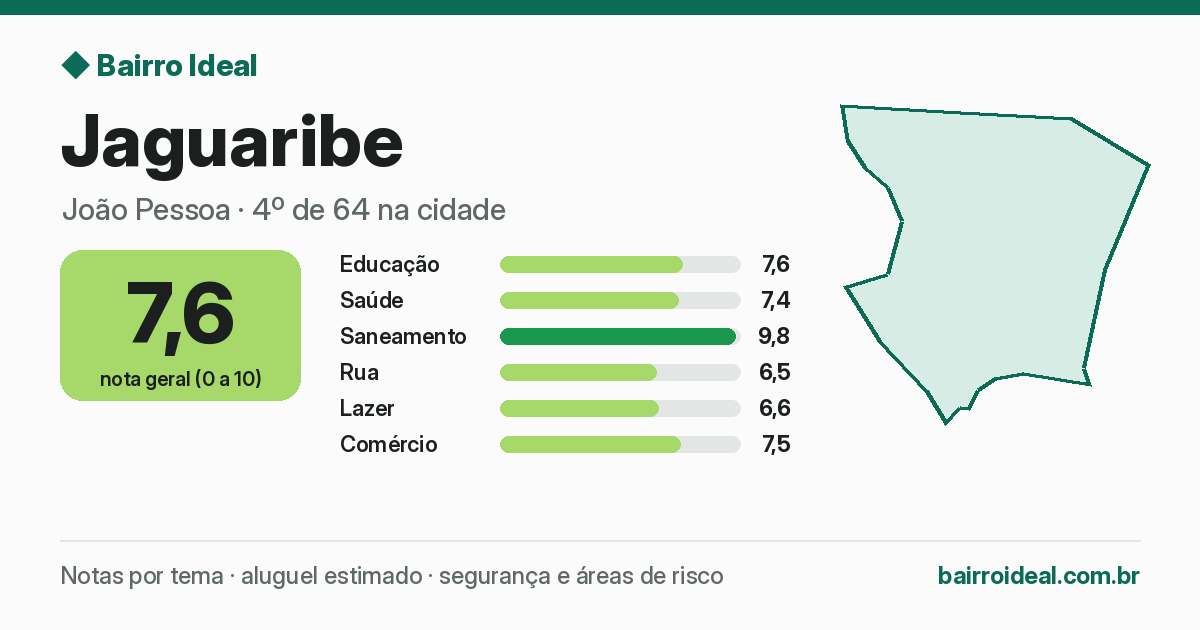 Bairro Ideal
Jaguaribe
João Pessoa · 4º de 64 na cidade
7,6
nota geral (0 a 10)
Educação 7,6
Saúde 7,4
Saneamento 9,8
Rua 6,5
Lazer 6,6
Comércio 7,5
Notas por tema · aluguel estimado · segurança e áreas de risco
bairroideal.com.br